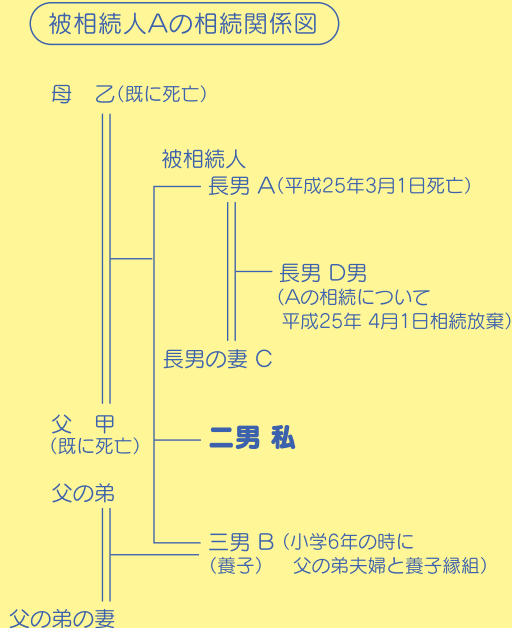 被相続人Aの相続関係図
母 乙(既に死亡)
被相続人
長男 A(平成25年3月1日死亡)
長男 D男
(Aの相続について
平成25年 4月1日相続放棄)
長男の妻 C
父 甲
(既に死亡)
二男 私
父の弟
三男 B (小学6年の時に
(養子) 父の弟夫婦と養子縁組)
父の弟の妻